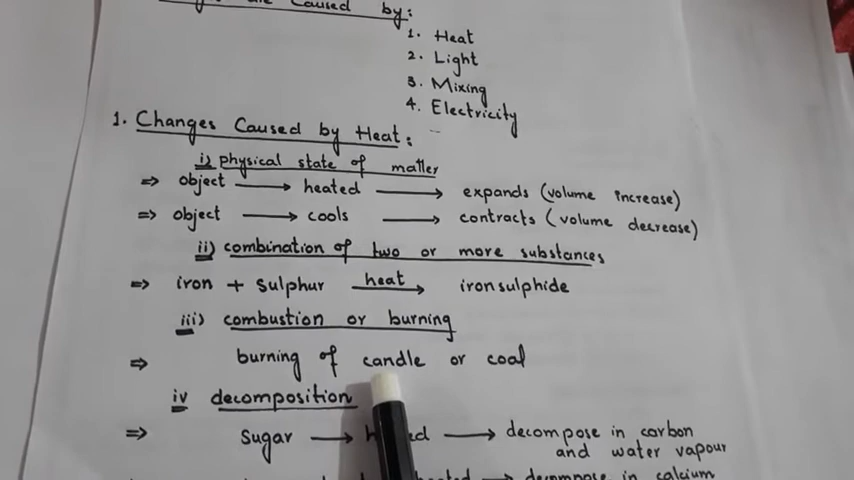 Caused by:
1. Heat
2. Light
3. Mixing
4. Electricity
1. Changes Caused by Heat:
i) physical state of matter
⇒ object → heated → expands (volume increase)
⇒ object → cools → contracts (volume decrease)
ii) combination of two or more substances
⇒ iron + sulphur heat → iron sulphide
iii) combustion or burning
⇒ burning of candle or coal
iv decomposition
⇒ sugar → → decompose in carbon
and water vapour
heated → decompose in calcium